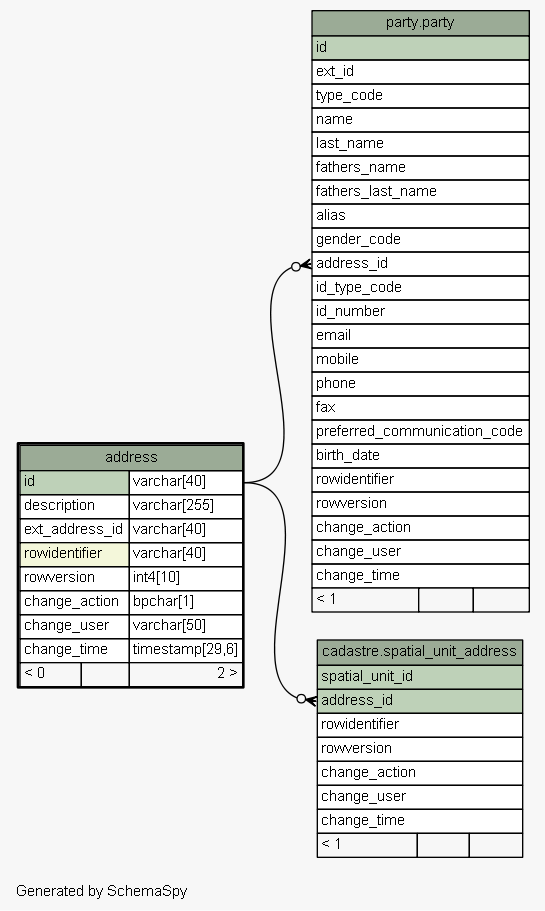 party.party
id
ext_id
type_code
name
last_name
fathers_name
fathers_last_name
alias
gender_code
address_id
id_type_code
id_number
email
mobile
phone
fax
preferred_communication_code
birth_date
rowidentifier
rowversion
change_action
change_user
change_time
< 1
address
id varchar[40]
description varchar[255]
ext_address_id varchar[40]
rowidentifier varchar[40]
rowversion int4[10]
change_action bpchar[1]
change_user varchar[50]
change_time timestamp[29,6]
< 0 2 >
cadastre.spatial_unit_address
spatial_unit_id
address_id
rowidentifier
rowversion
change_action
change_user
change_time
< 1
Generated by SchemaSpy